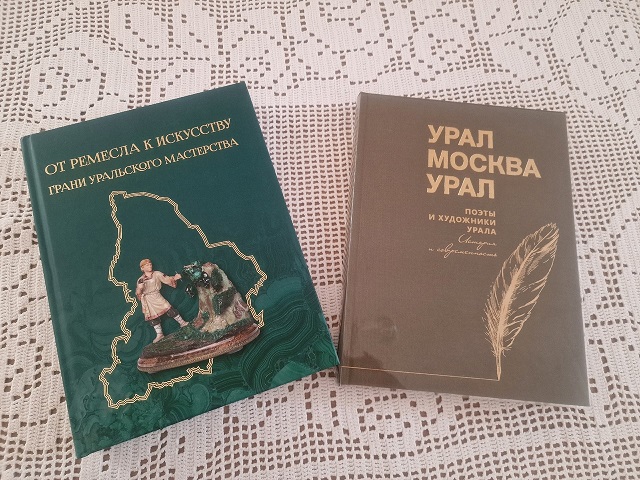 ОТ РЕМЕСЛА К ИСКУССТВУ
ГРАНИ УРАЛЬСКОГО МАСТЕРСТВА
УРАЛ
МОСКВА
УРАЛ
ПОЭТЫ
И ХУДОЖНИКИ
УРАЛА
История
и современность